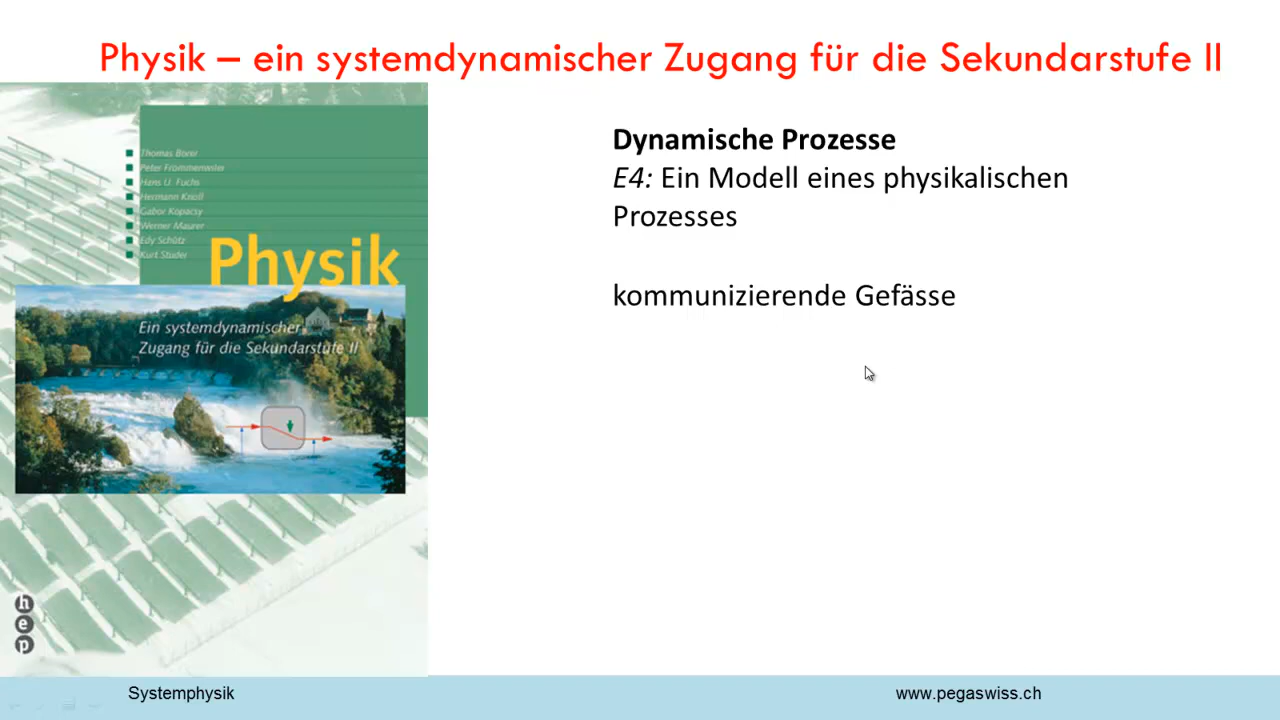 Physik – ein systemdynamischer Zugang für die Sekundarstufe II
Thomas Borer
Peter Frommenwiler
Hans U. Fuchs
Hermann Knoll
Gabor Kopacsy
Werner Maurer
Edy Schütz
Kurt Studer
Physik
Ein systemdynamischer
Zugang für die Sekundarstufe II
h
e
p
Dynamische Prozesse
E4: Ein Modell eines physikalischen
Prozesses
kommunizierende Gefässe
Systemphysik
www.pegaswiss.ch